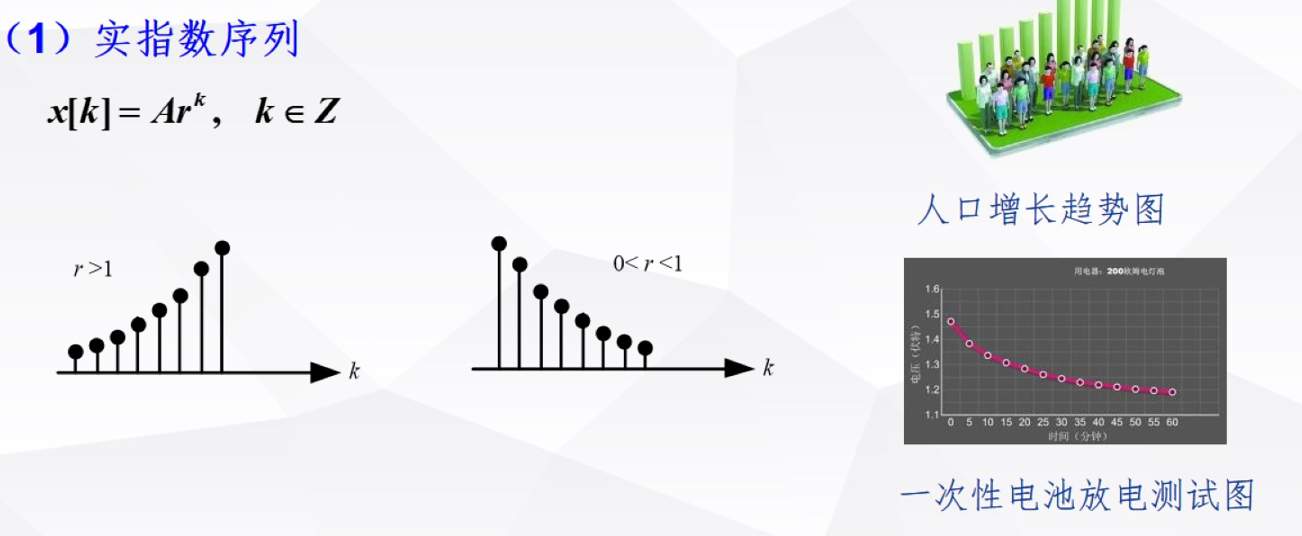 （1）实指数序列
x[k] = Ar^k, k ∈ Z
r >1
k
0< r <1
k
人口增长趋势图
用电器：200欧姆电灯泡
电压（伏特）
1.6
1.5
1.4
1.3
1.2
1.1
0 5 10 15 20 25 30 35 40 45 50 55 60
时间（分钟）
一次性电池放电测试图